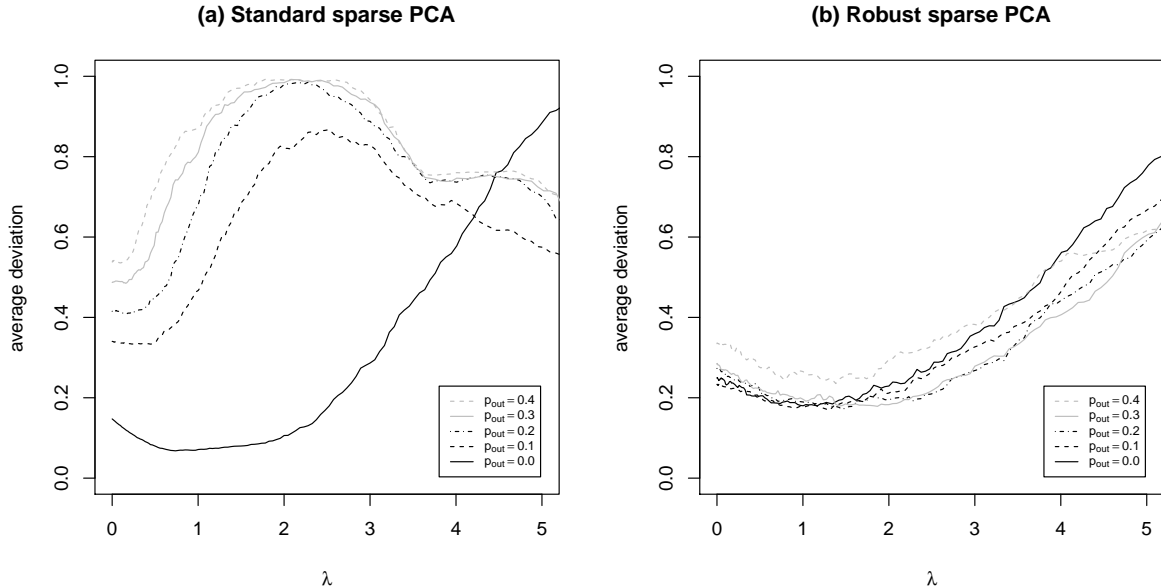 (a) Standard sparse PCA
average deviation
1.0
0.8
0.6
0.4
0.2
0.0
p_out = 0.4
p_out = 0.3
p_out = 0.2
p_out = 0.1
p_out = 0.0
0 1 2 3 4 5
λ
(b) Robust sparse PCA
average deviation
1.0
0.8
0.6
0.4
0.2
0.0
p_out = 0.4
p_out = 0.3
p_out = 0.2
p_out = 0.1
p_out = 0.0
0 1 2 3 4 5
λ